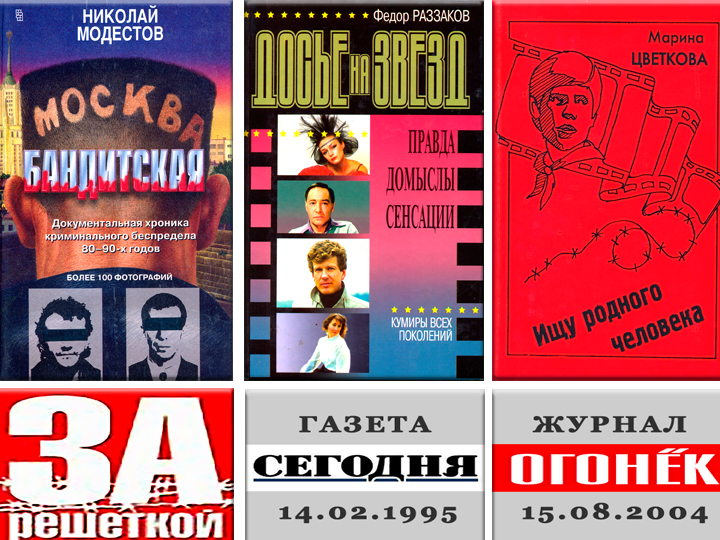 НИКОЛАЙ
МОДЕСТОВ
МОСКВА
БАНДИТСКАЯ
Документальная хроника
криминального беспредела
80–90-х годов
БОЛЕЕ 100 ФОТОГРАФИЙ
Федор РАЗЗАКОВ
ДОСЬЕ НА ЗВЕЗД
ПРАВДА
ДОМЫСЛЫ
СЕНСАЦИИ
КУМИРЫ ВСЕХ
ПОКОЛЕНИЙ
Марина
ЦВЕТКОВА
Ищу родного
человека
ЗА
решеткой
ГАЗЕТА
СЕГОДНЯ
14.02.1995
ЖУРНАЛ
ОГОНЁК
15.08.2004